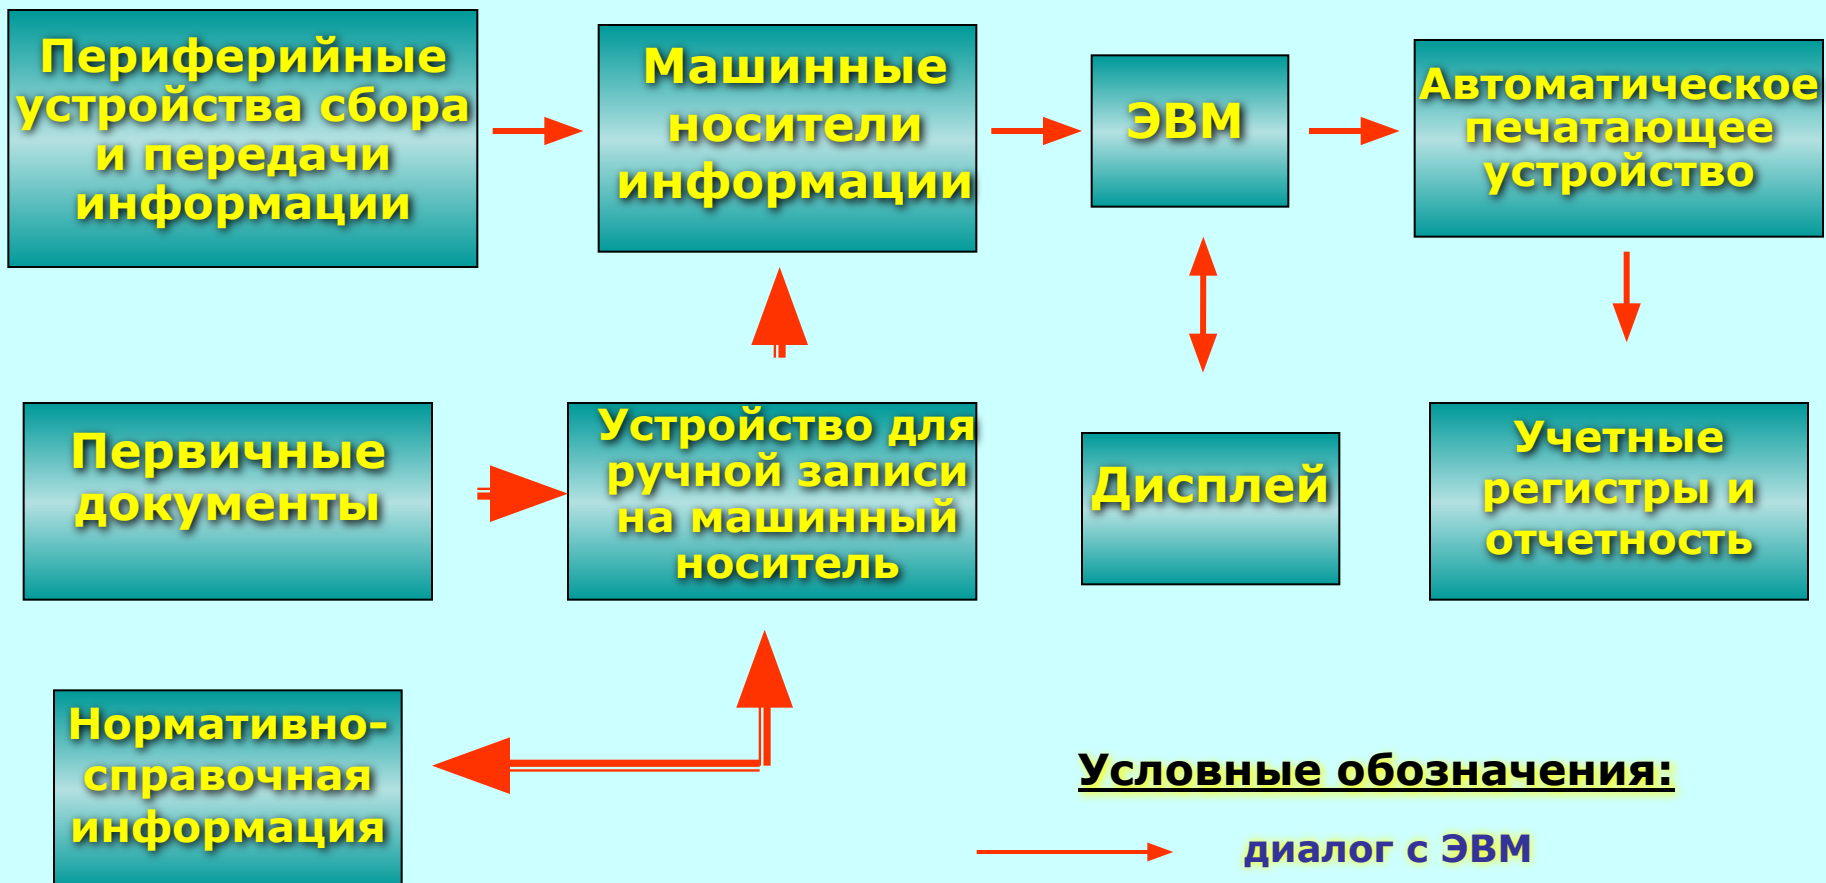 Периферийные
устройства сбора
и передачи
информации
Машинные
носители
информации
ЭВМ
Автоматическое
печатающее
устройство
Первичные
документы
Устройство для
ручной записи
на машинный
носитель
Дисплей
Учетные
регистры и
отчетность
Нормативно-
справочная
информация
Условные обозначения:
диалог с ЭВМ